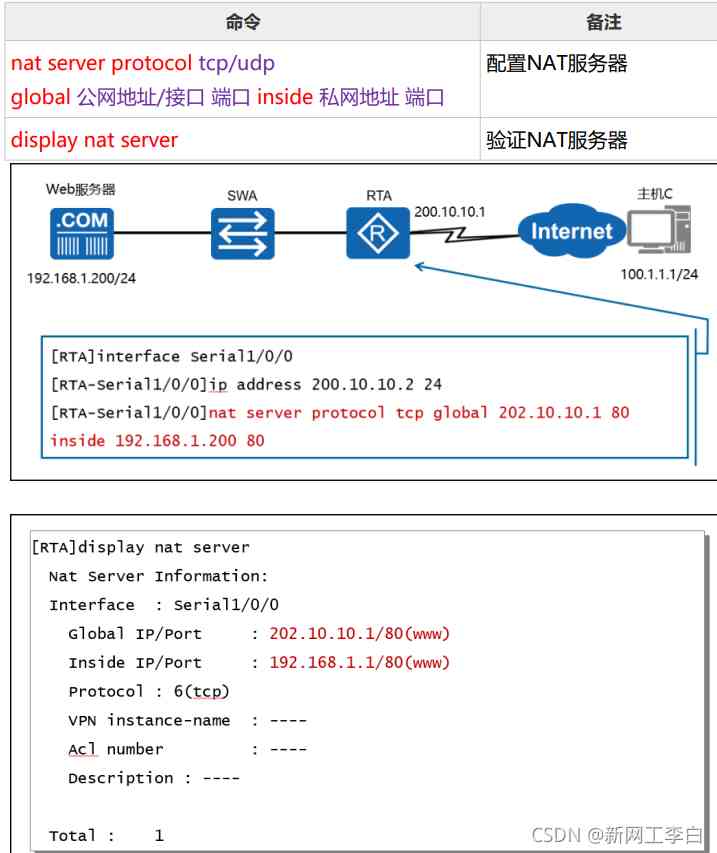 命令 备注
nat server protocol tcp/udp 配置NAT服务器
global 公网地址/接口 端口 inside 私网地址 端口
display nat server 验证NAT服务器
Web服务器 SWA RTA 主机C
.COM
R
200.10.10.1
Internet
192.168.1.200/24
100.1.1.1/24
[RTA]interface Serial1/0/0
[RTA-Serial1/0/0]ip address 200.10.10.2 24
[RTA-Serial1/0/0]nat server protocol tcp global 202.10.10.1 80
inside 192.168.1.200 80
[RTA]display nat server
Nat Server Information:
Interface : Serial1/0/0
Global IP/Port : 202.10.10.1/80(www)
Inside IP/Port : 192.168.1.1/80(www)
Protocol : 6(tcp)
VPN instance-name : ----
Acl number : ----
Description : ----
Total : 1
CSDN @新网工李白